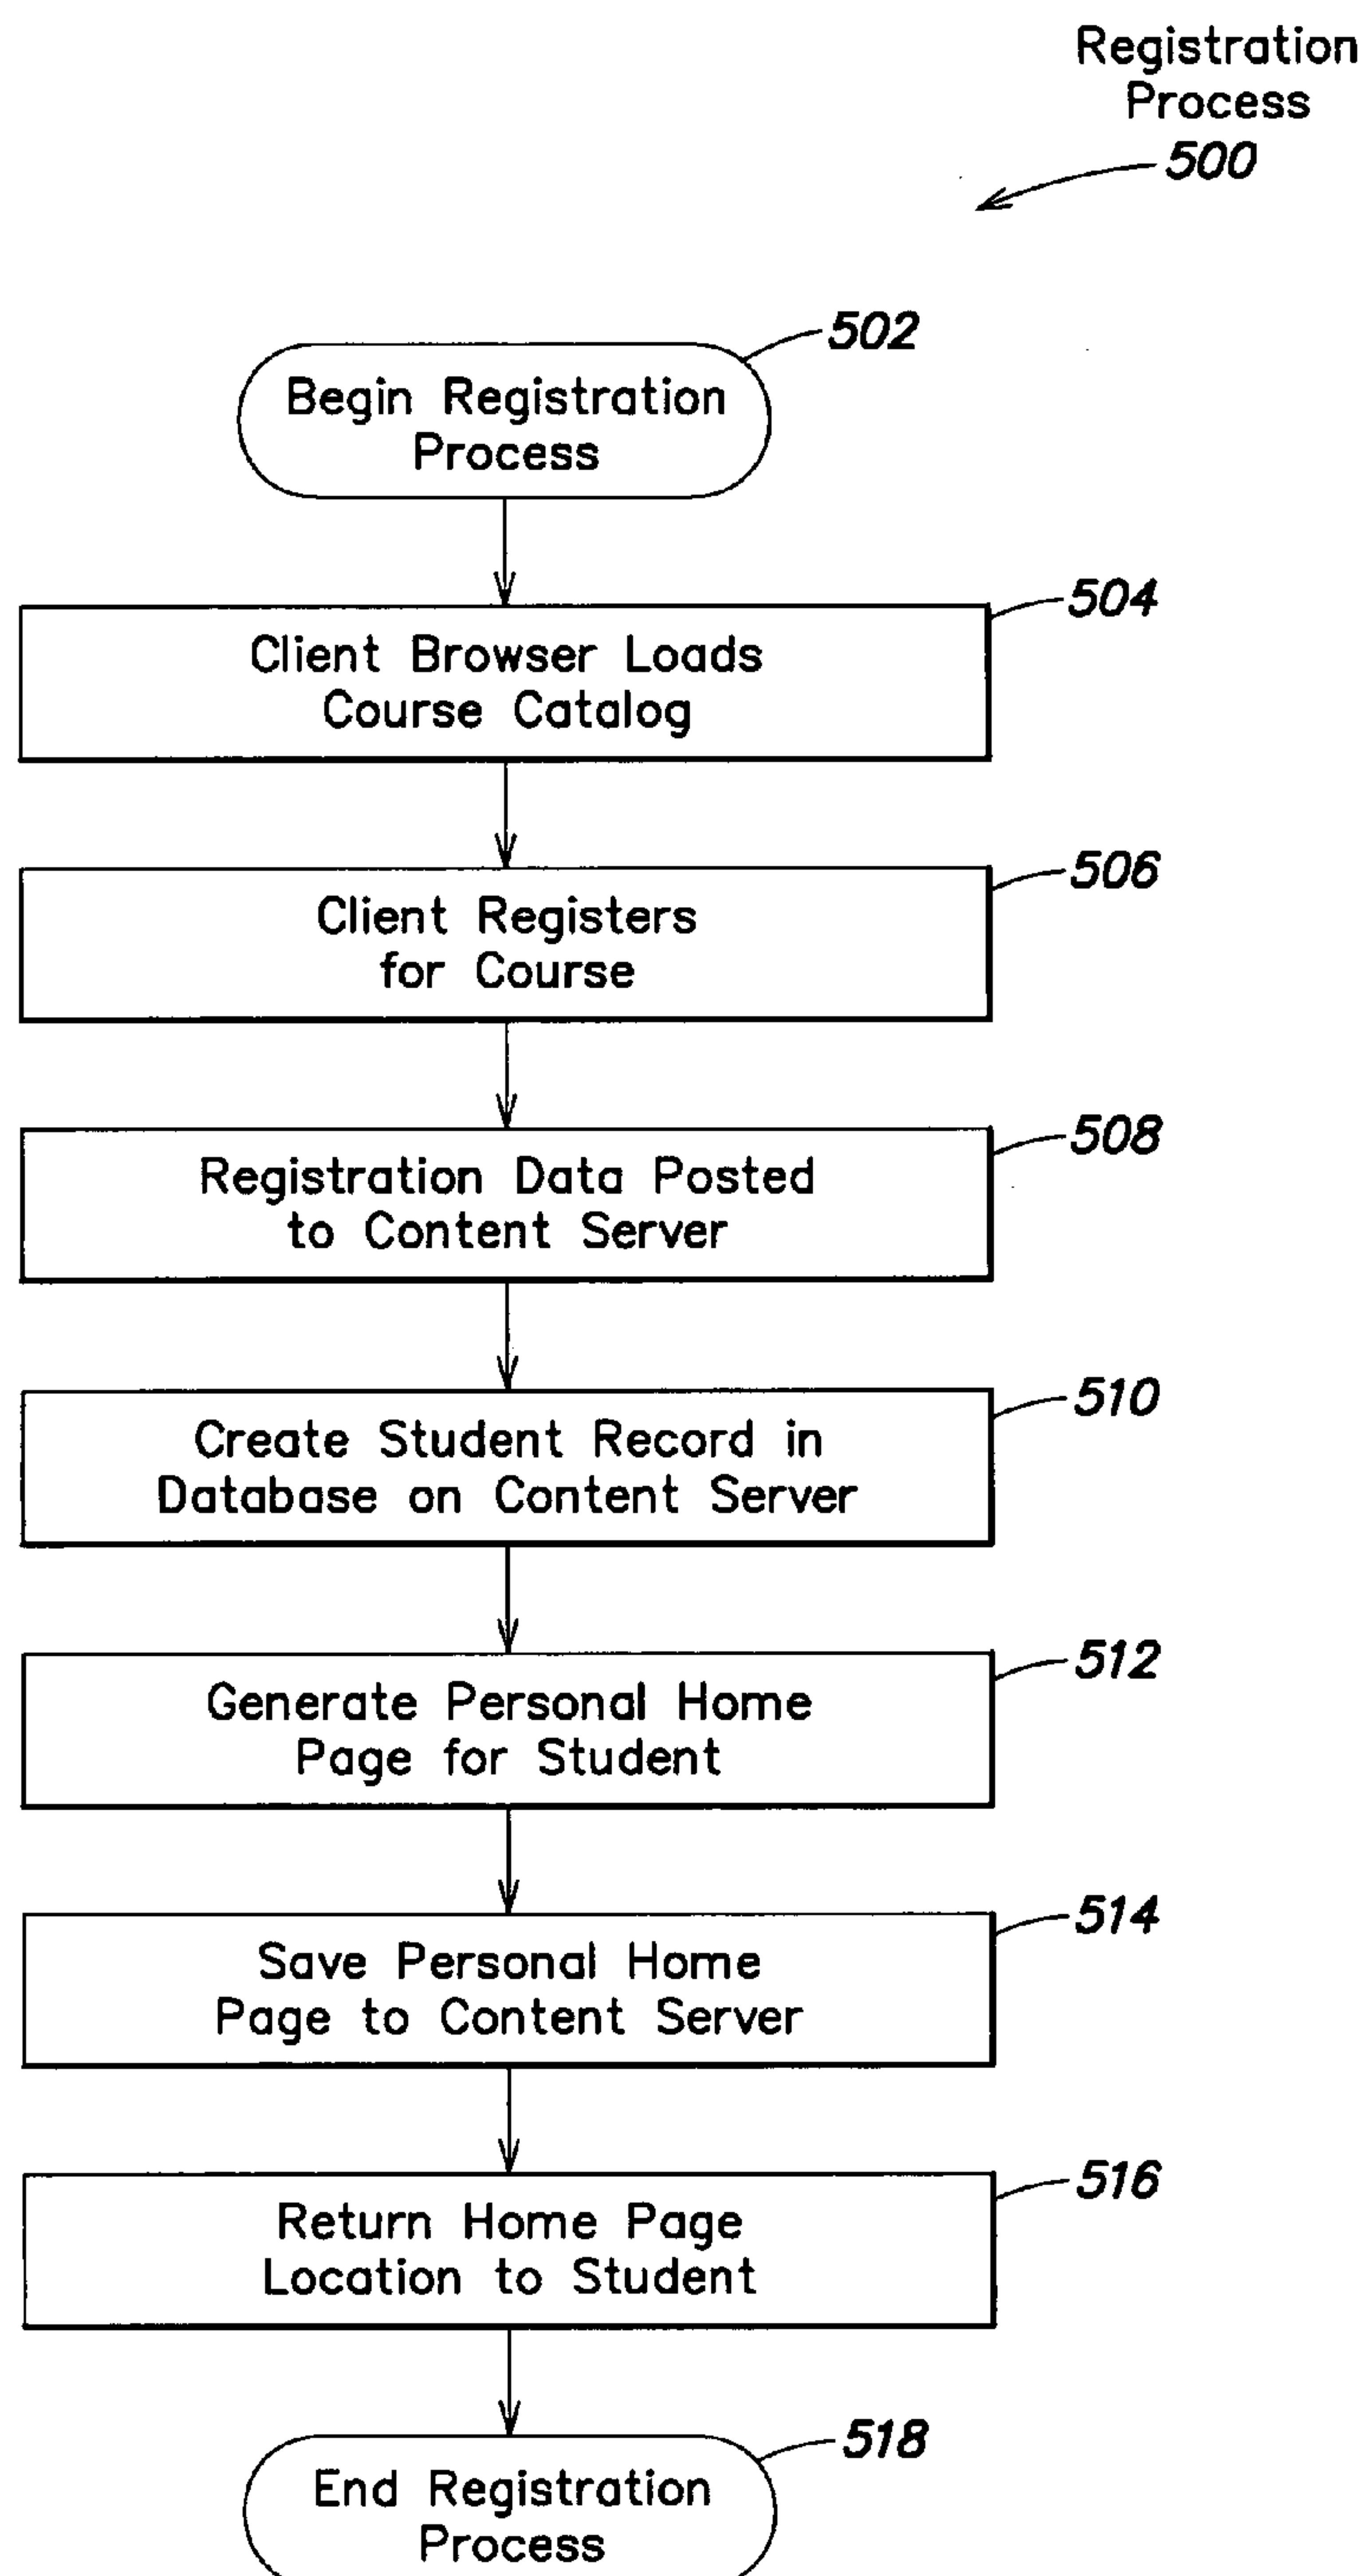 Registration
Process
500
502
Begin Registration
Process
504
Client Browser Loads
Course Catalog
506
Client Registers
for Course
508
Registration Data Posted
to Content Server
510
Create Student Record in
Database on Content Server
512
Generate Personal Home
Page for Student
514
Save Personal Home
Page to Content Server
516
Return Home Page
Location to Student
518
End Registration
Process